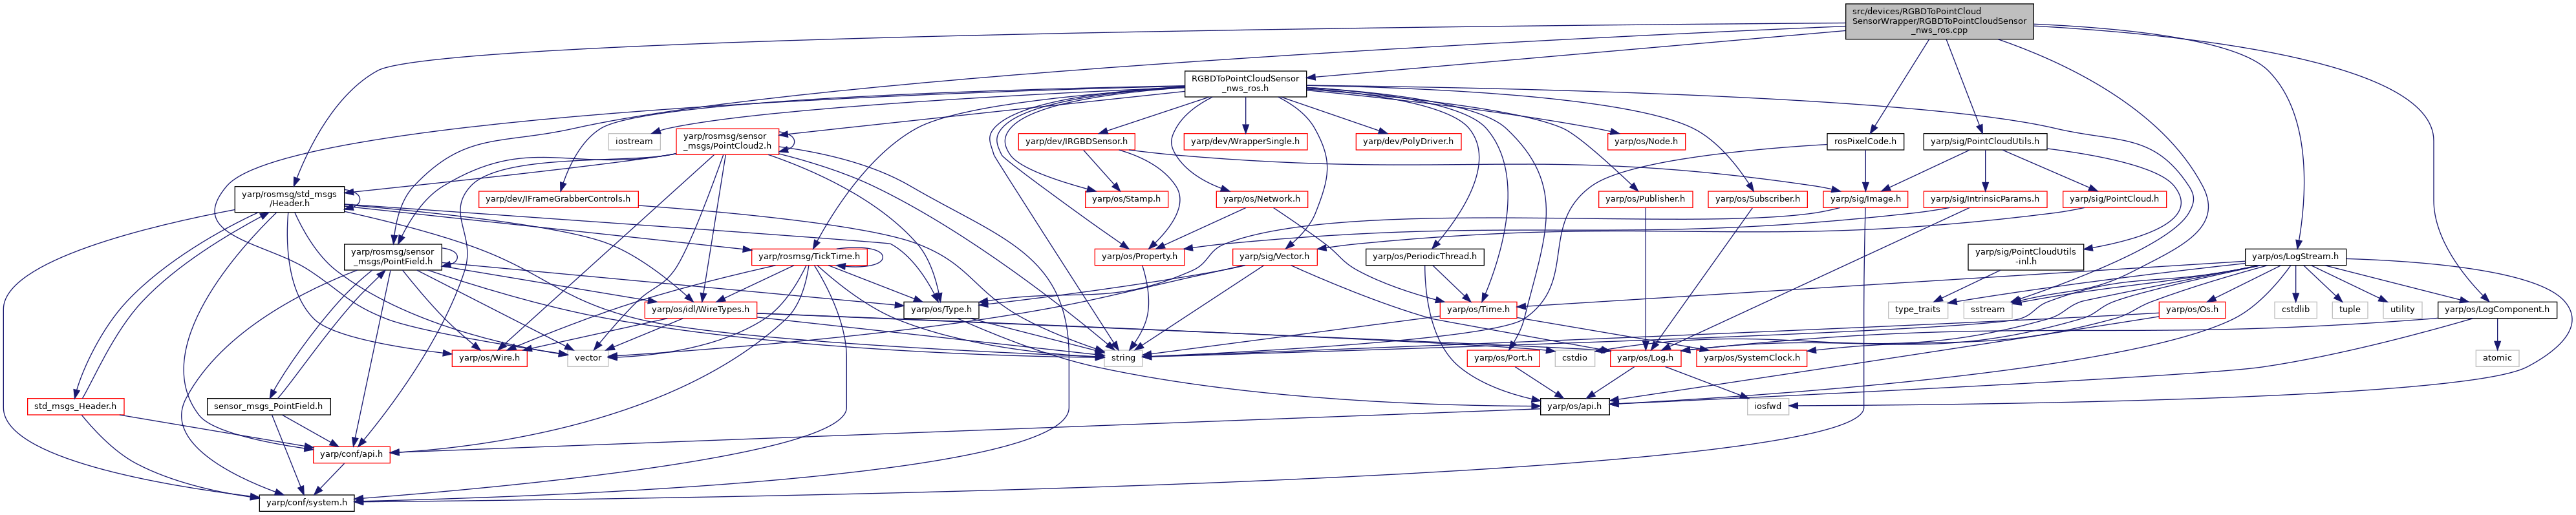 src/devices/RGBDToPointCloud
SensorWrapper/RGBDToPointCloudSensor
_nws_ros.cpp
RGBDToPointCloudSensor
_nws_ros.h
iostream
yarp/rosmsg/sensor
_msgs/PointCloud2.h
yarp/dev/IRGBDSensor.h
yarp/dev/WrapperSingle.h
yarp/dev/PolyDriver.h
yarp/os/Node.h
rosPixelCode.h
yarp/sig/PointCloudUtils.h
yarp/rosmsg/std_msgs
/Header.h
yarp/dev/IFrameGrabberControls.h
yarp/os/Stamp.h
yarp/os/Network.h
yarp/os/Publisher.h
yarp/os/Subscriber.h
yarp/sig/Image.h
yarp/sig/IntrinsicParams.h
yarp/sig/PointCloud.h
yarp/rosmsg/sensor
_msgs/PointField.h
yarp/rosmsg/TickTime.h
yarp/os/Property.h
yarp/sig/Vector.h
yarp/os/PeriodicThread.h
yarp/sig/PointCloudUtils
-inl.h
yarp/os/LogStream.h
yarp/os/idl/WireTypes.h
yarp/os/Type.h
yarp/os/Time.h
type_traits
sstream
yarp/os/Os.h
cstdlib
tuple
utility
yarp/os/LogComponent.h
yarp/os/Wire.h
vector
string
yarp/os/Port.h
cstdio
yarp/os/Log.h
yarp/os/SystemClock.h
atomic
std_msgs_Header.h
sensor_msgs_PointField.h
yarp/os/api.h
iosfwd
yarp/conf/api.h
yarp/conf/system.h